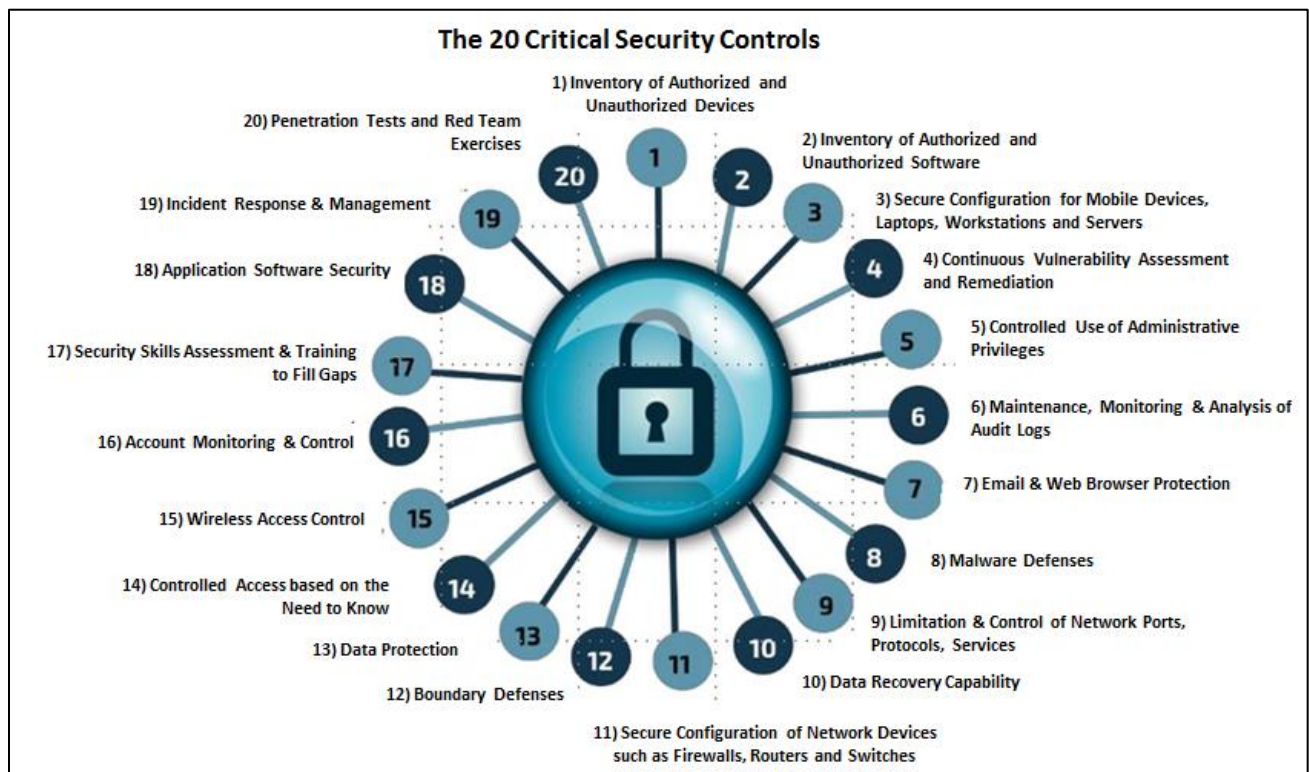 The 20 Critical Security Controls
1) Inventory of Authorized and
Unauthorized Devices
2) Inventory of Authorized and
Unauthorized Software
3) Secure Configuration for Mobile Devices,
Laptops, Workstations and Servers
4) Continuous Vulnerability Assessment
and Remediation
5) Controlled Use of Administrative
Privileges
6) Maintenance, Monitoring & Analysis of
Audit Logs
7) Email & Web Browser Protection
8) Malware Defenses
9) Limitation & Control of Network Ports,
Protocols, Services
10) Data Recovery Capability
11) Secure Configuration of Network Devices
such as Firewalls, Routers and Switches
12) Boundary Defenses
13) Data Protection
14) Controlled Access based on the
Need to Know
15) Wireless Access Control
16) Account Monitoring & Control
17) Security Skills Assessment & Training
to Fill Gaps
18) Application Software Security
19) Incident Response & Management
20) Penetration Tests and Red Team
Exercises
1
2
3
4
5
6
7
8
9
10
11
12
13
14
15
16
17
18
19
20